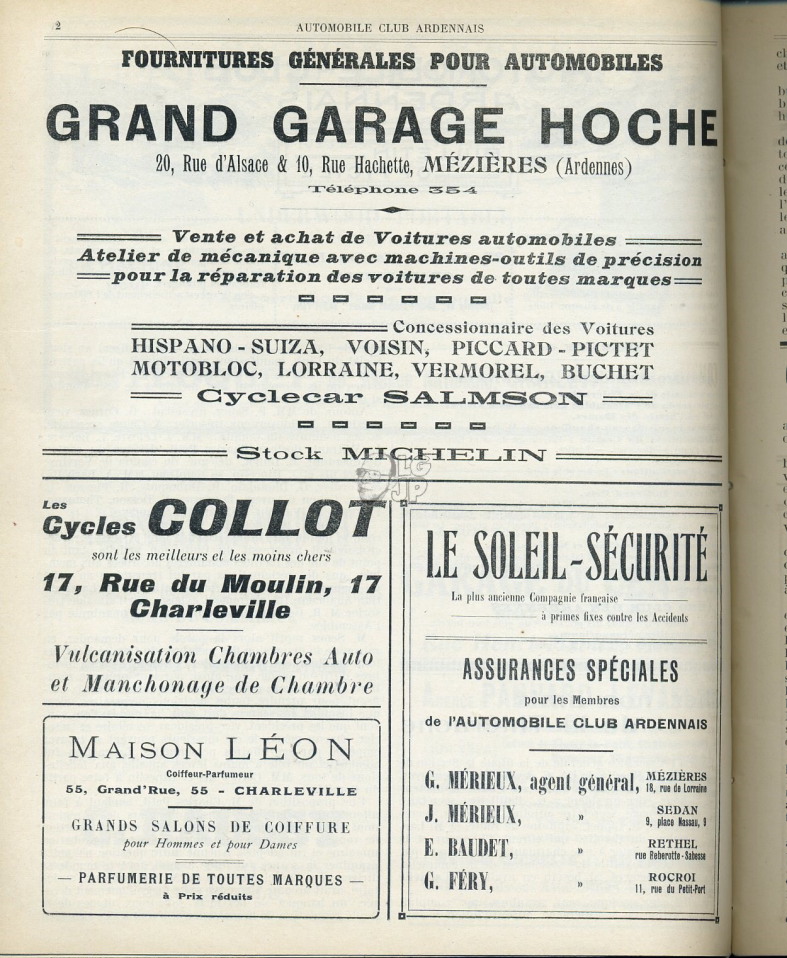 2
AUTOMOBILE CLUB ARDENNAIS
FOURNITURES GÉNÉRALES POUR AUTOMOBILES
GRAND GARAGE HOCHE
20, Rue d'Alsace & 10, Rue Hachette, MÉZIÈRES (Ardennes)
Téléphone 354
Vente et achat de Voitures automobiles
Atelier de mécanique avec machines-outils de précision
pour la réparation des voitures de toutes marques
Concessionnaire des Voitures
HISPANO-SUIZA, VOISIN, PICCARD-PICTET
MOTOBLOC, LORRAINE, VERMOREL, BUCHET
Cyclecar SALMSON
Stock MICHELIN
LG
JP
Les
Cycles COLLOT
sont les meilleurs et les moins chers
17, Rue du Moulin, 17
Charleville
Vulcanisation Chambres Auto
et Manchonage de Chambre
MAISON LÉON
Coiffeur-Parfumeur
55, Grand'Rue, 55 - CHARLEVILLE
GRANDS SALONS DE COIFFURE
pour Hommes et pour Dames
— PARFUMERIE DE TOUTES MARQUES —
à Prix réduits
LE SOLEIL-SÉCURITÉ
La plus ancienne Compagnie française
à primes fixes contre les Accidents
ASSURANCES SPÉCIALES
pour les Membres
de l'AUTOMOBILE CLUB ARDENNAIS
G. MÉRIEUX, agent général, MÉZIÈRES
18, rue de Lorraine
J. MÉRIEUX, » SEDAN
9, place Nassau, 9
E. BAUDET, » RETHEL
rue Reberotte-Sabesse
G. FÉRY, » ROCROI
11, rue du Petit-Fort